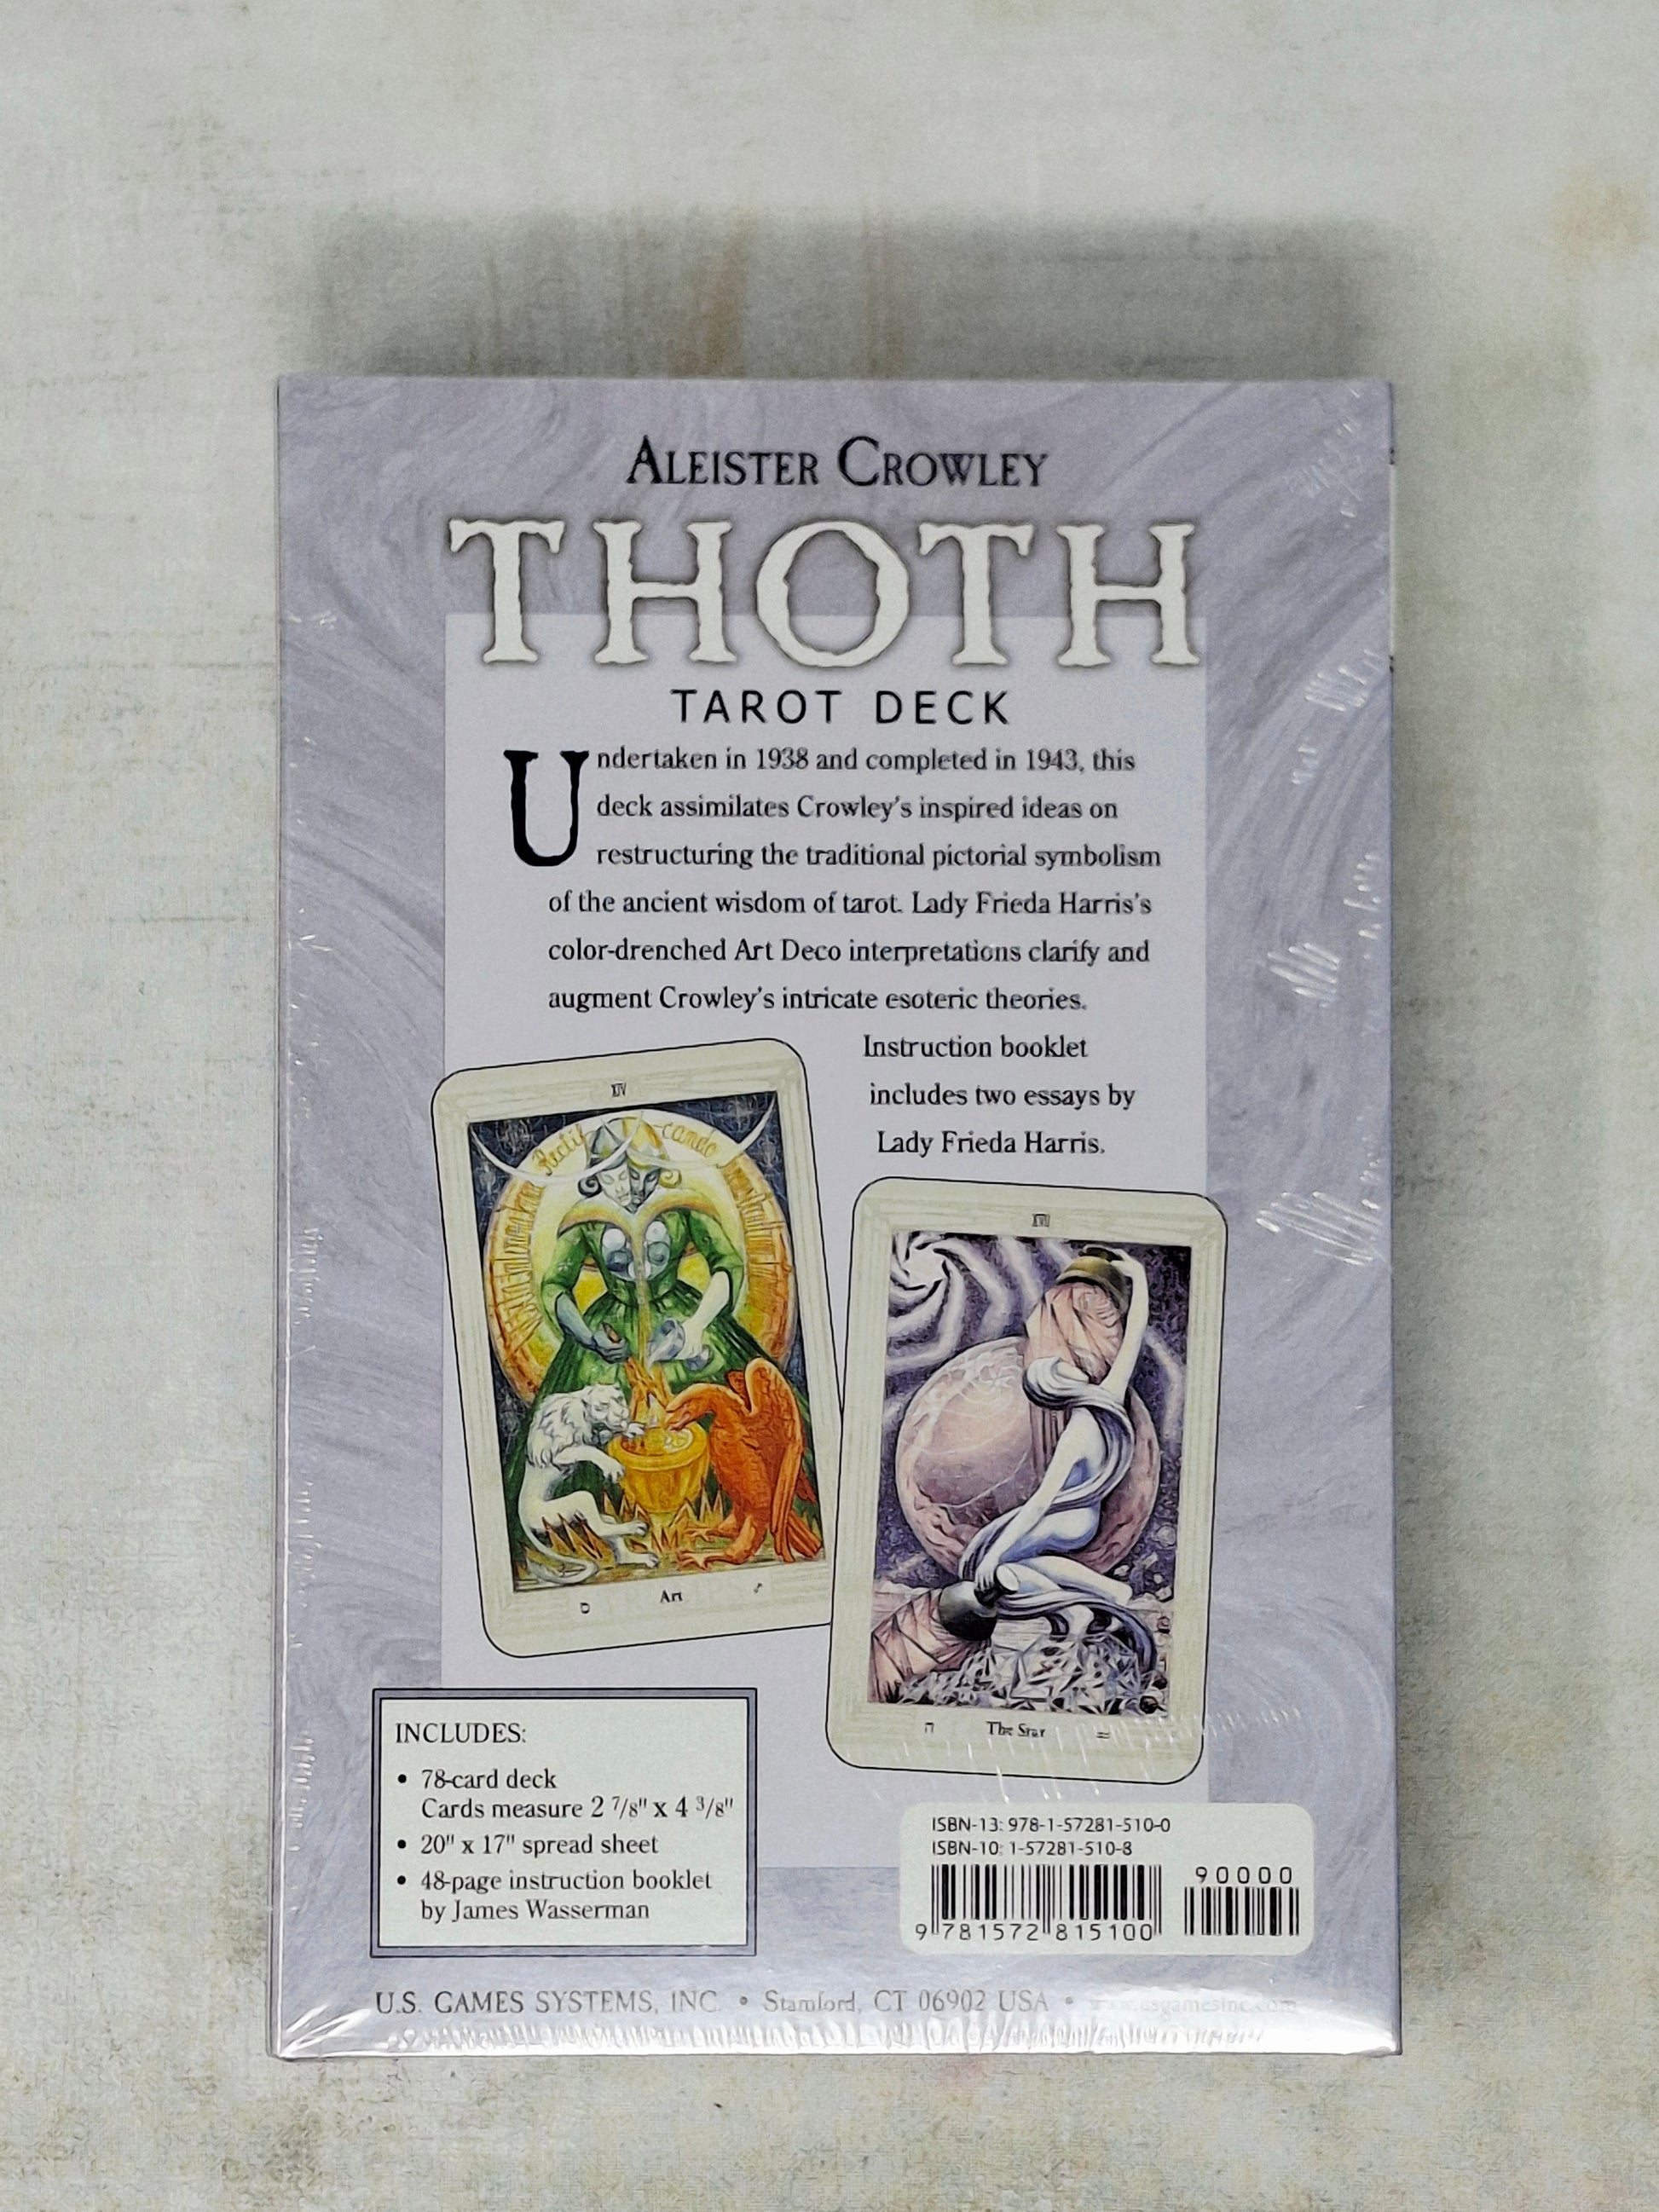 ALEISTER CROWLEY
THOTH
TAROT DECK
Undertaken in 1938 and completed in 1943, this
deck assimilates Crowley's inspired ideas on
restructuring the traditional pictorial symbolism
of the ancient wisdom of tarot. Lady Frieda Harris's
color-drenched Art Deco interpretations clarify and
augment Crowley's intricate esoteric theories.
Instruction booklet
includes two essays by
Lady Frieda Harris.
XIV
Art
ס
XVII
ה
The Star
♒
INCLUDES:
• 78-card deck
Cards measure 2 7/8" x 4 3/8"
• 20" x 17" spread sheet
• 48-page instruction booklet
by James Wasserman
ISBN-13: 978-1-57281-510-0
ISBN-10: 1-57281-510-8
90000
9 781572 815100
U.S. GAMES SYSTEMS, INC. • Stamford, CT 06902 USA • www.usgamesinc.com